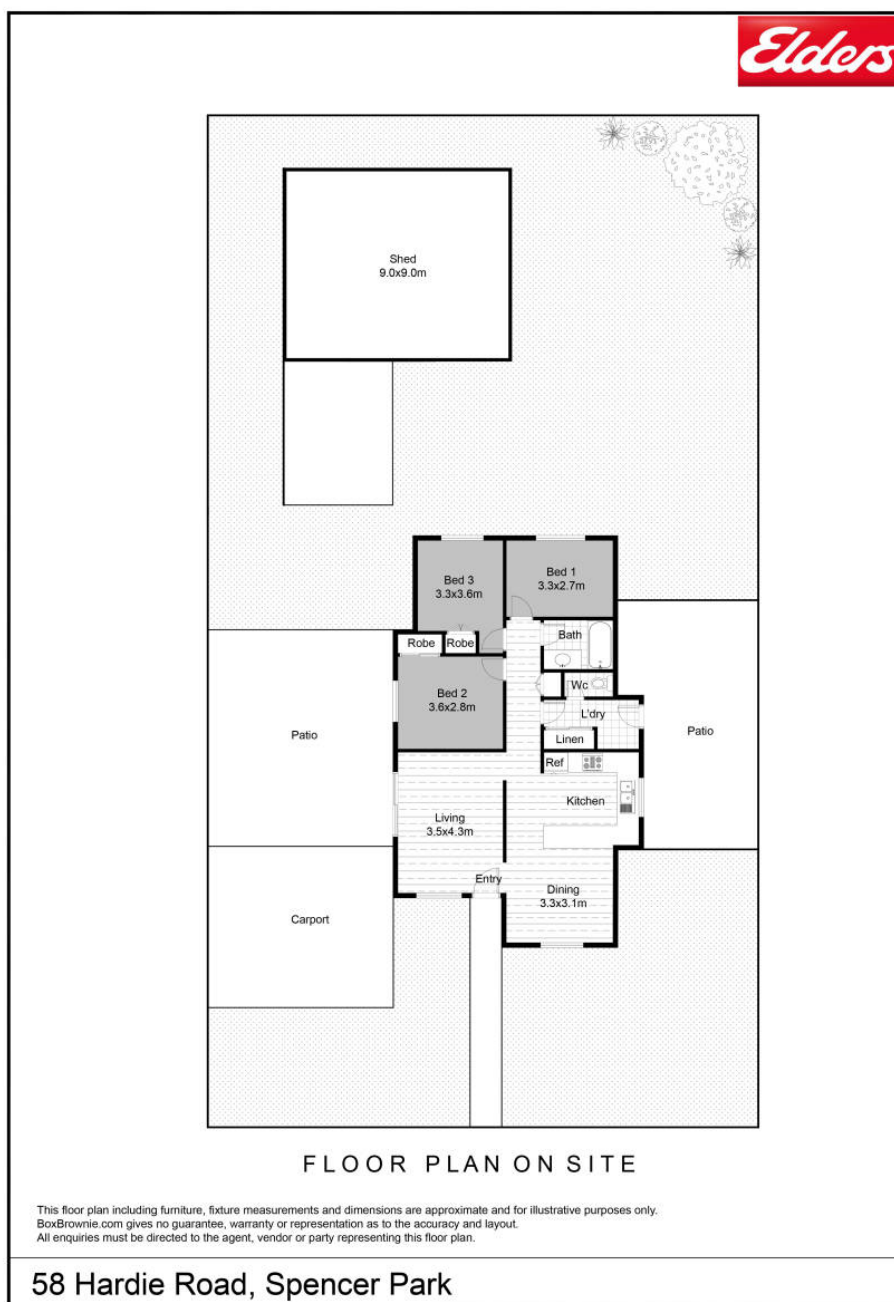 Elders
Shed
9.0x9.0m
Bed 3
3.3x3.6m
Bed 1
3.3x2.7m
Robe
Robe
Bath
Bed 2
3.6x2.8m
Wc
L'dry
Linen
Patio
Patio
Ref
Kitchen
Living
3.5x4.3m
Entry
Dining
3.3x3.1m
Carport
FLOOR PLAN ON SITE
This floor plan including furniture, fixture measurements and dimensions are approximate and for illustrative purposes only.
BoxBrownie.com gives no guarantee, warranty or representation as to the accuracy and layout.
All enquiries must be directed to the agent, vendor or party representing this floor plan.
58 Hardie Road, Spencer Park